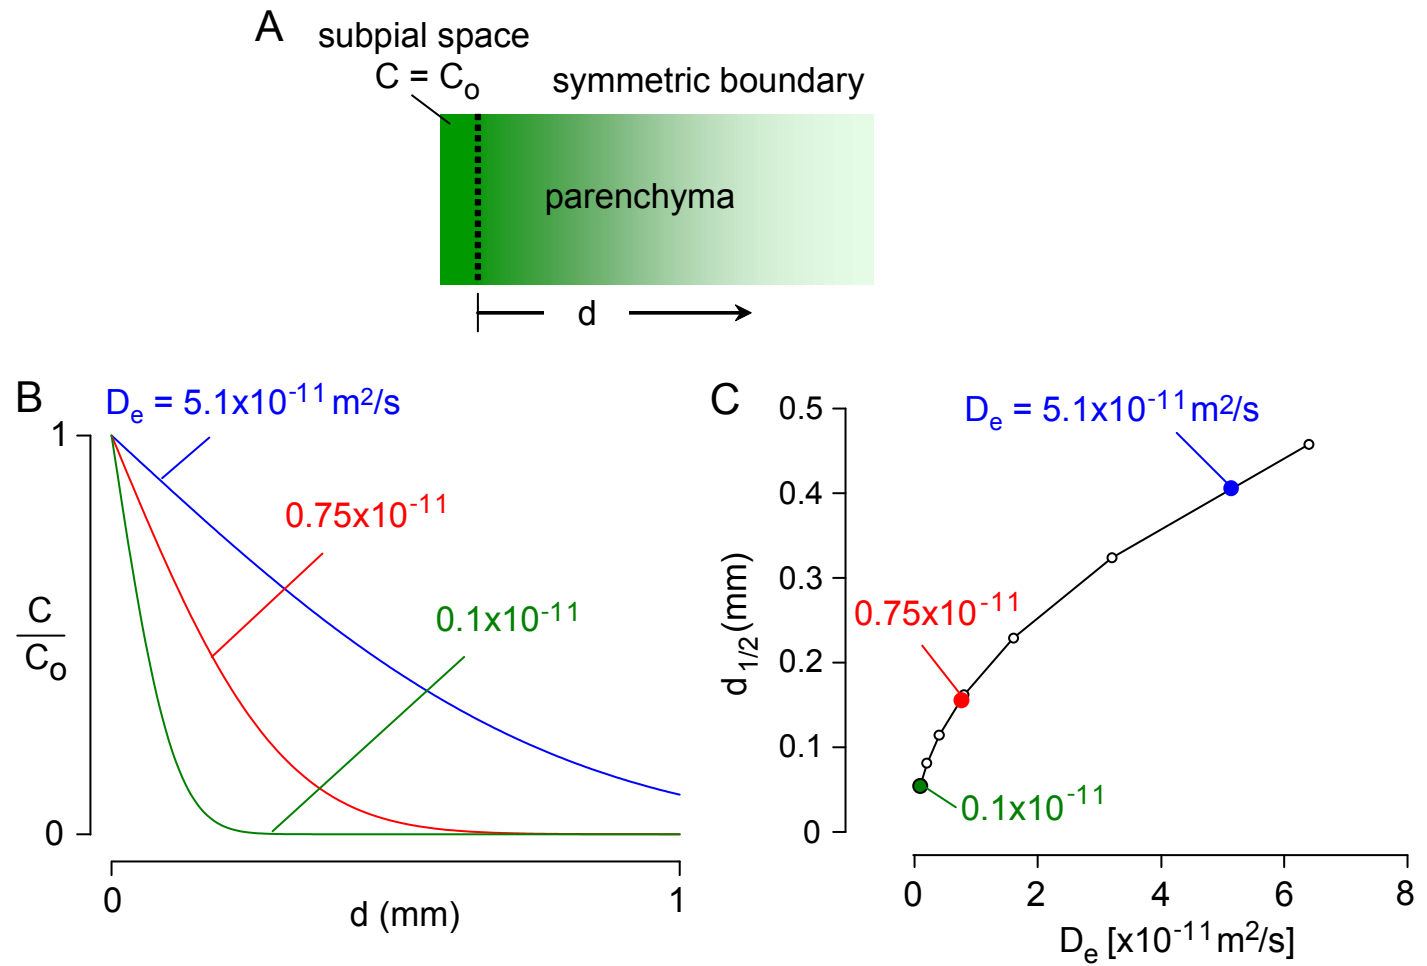 A
subpial space
C = Cₒ
symmetric boundary
parenchyma
d
B
Dₑ = 5.1x10⁻¹¹ m²/s
1
0.75x10⁻¹¹
0.1x10⁻¹¹
C
Cₒ
0
0
1
d (mm)
C
0.5
Dₑ = 5.1x10⁻¹¹ m²/s
0.4
0.3
d₁/₂ (mm)
0.75x10⁻¹¹
0.2
0.1
0.1x10⁻¹¹
0
0
2
4
6
8
Dₑ [x10⁻¹¹ m²/s]